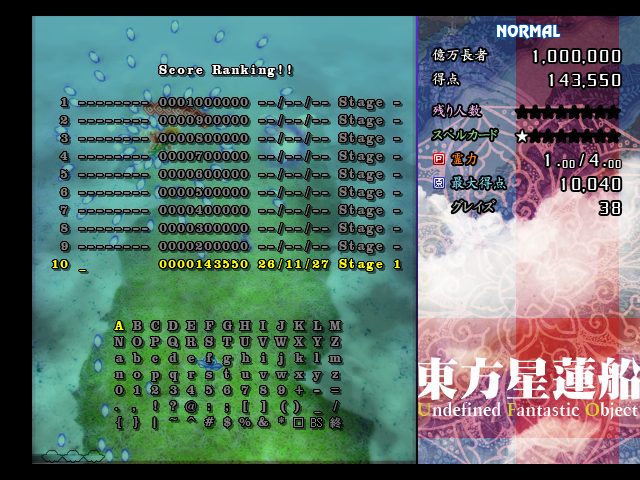 Score Ranking!!
1 -------- 0001000000 --/--/-- Stage -
2 -------- 0000900000 --/--/-- Stage -
3 -------- 0000800000 --/--/-- Stage -
4 -------- 0000700000 --/--/-- Stage -
5 -------- 0000600000 --/--/-- Stage -
6 -------- 0000500000 --/--/-- Stage -
7 -------- 0000400000 --/--/-- Stage -
8 -------- 0000300000 --/--/-- Stage -
9 -------- 0000200000 --/--/-- Stage -
10 _ 0000143550 26/11/27 Stage 1
A B C D E F G H I J K L M
N O P Q R S T U V W X Y Z
a b c d e f g h i j k l m
n o p q r s t u v w x y z
0 1 2 3 4 5 6 7 8 9 + - =
. , ! ? @ : ; [ ] ( ) _ /
{ } | ~ ^ # $ % & * □ BS 終
NORMAL
億万長者 1,000,000
得点 143,550
残り人数
スペルカード
P 霊力 1.00/4.00
点 最大得点 10,040
グレイズ 38
東方星蓮船
Undefined Fantastic Object